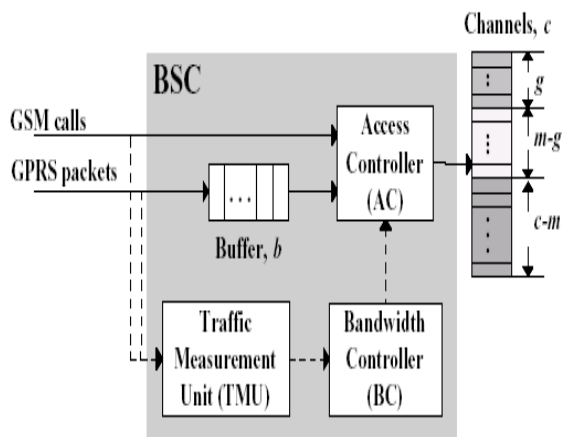 Channels, c
BSC
g
GSM calls
m-g
Access
Controller
(AC)
GPRS packets
...
Buffer, b
c-m
Traffic
Measurement
Unit (TMU)
Bandwidth
Controller
(BC)